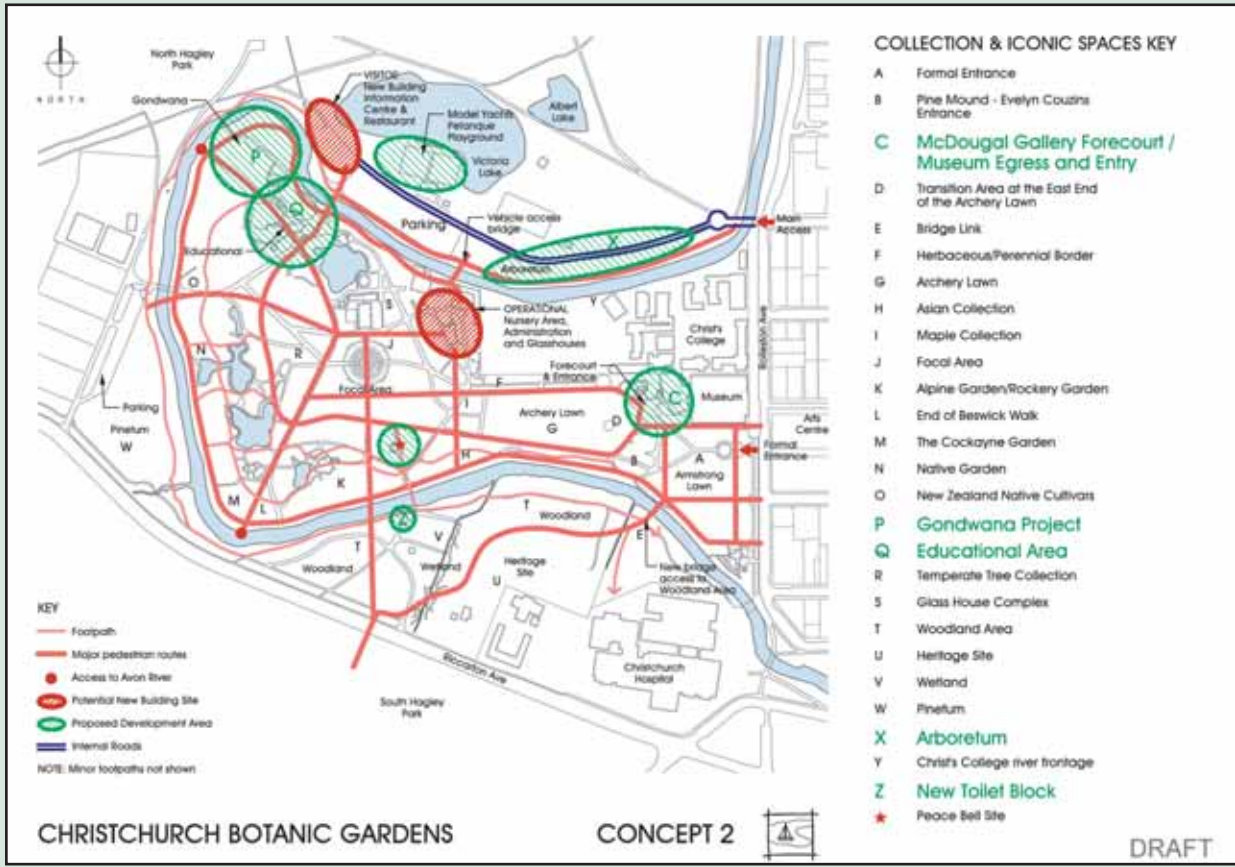 NORTH
North Hagley
Park
Gondwana
VISITOR
New Building
Information
Centre &
Restaurant
Model Yachts
Petanque
Playground
Albert
Lake
Victoria
Lake
P
Q
Educational
Parking
Vehicle access
bridge
X
Arboretum
Main
Access
Y
OPERATIONAL
Nursery Area,
Administration
and Glasshouses
Christ's
College
Rolleston Ave
O
S
N
R
J
Focal Area
Forecourt
& Entrance
F
I
Archery Lawn
G
D
C
Museum
Arts
Centre
Parking
Pinetum
W
H
B
A
Armstrong
Lawn
Formal
Entrance
K
M
L
Z
T
Woodland
V
Wetland
T
Woodland
E
Heritage
Site
U
New bridge
access to
Woodland Area
Riccarton Ave
Christchurch
Hospital
South Hagley
Park
KEY
Footpath
Major pedestrian routes
Access to Avon River
Potential New Building Site
Proposed Development Area
Internal Roads
NOTE: Minor footpaths not shown
CHRISTCHURCH BOTANIC GARDENS
CONCEPT 2
COLLECTION & ICONIC SPACES KEY
A Formal Entrance
B Pine Mound - Evelyn Couzins
Entrance
C McDougal Gallery Forecourt /
Museum Egress and Entry
D Transition Area at the East End
of the Archery Lawn
E Bridge Link
F Herbaceous/Perennial Border
G Archery Lawn
H Asian Collection
I Maple Collection
J Focal Area
K Alpine Garden/Rockery Garden
L End of Beswick Walk
M The Cockayne Garden
N Native Garden
O New Zealand Native Cultivars
P Gondwana Project
Q Educational Area
R Temperate Tree Collection
S Glass House Complex
T Woodland Area
U Heritage Site
V Wetland
W Pinetum
X Arboretum
Y Christ's College river frontage
Z New Toilet Block
★ Peace Bell Site
DRAFT